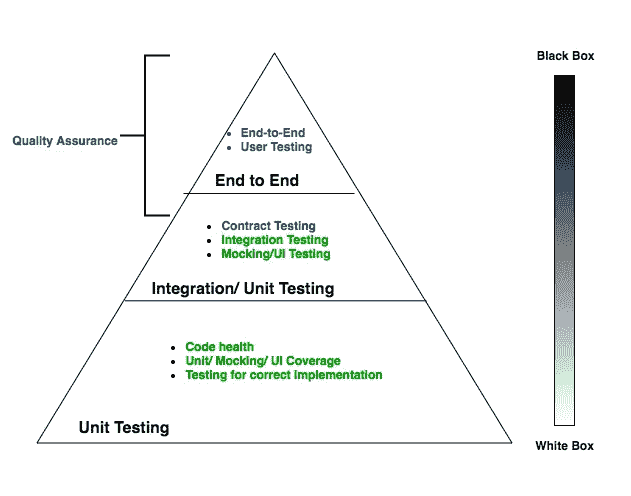 Black Box
Quality Assurance
End-to-End
User Testing
End to End
Contract Testing
Integration Testing
Mocking/UI Testing
Integration/ Unit Testing
Code health
Unit/ Mocking/ UI Coverage
Testing for correct implementation
Unit Testing
White Box